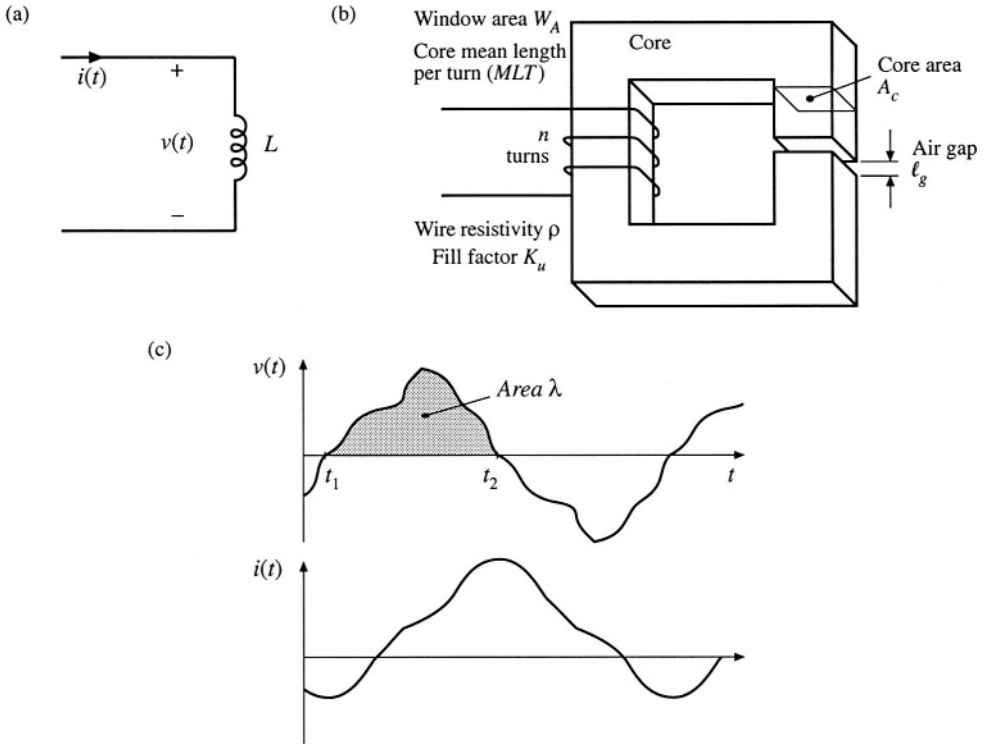 (a)
i(t)
+
v(t)
L
−
(b)
Window area W_A
Core mean length
per turn (MLT)
Core
Core area
A_c
n
turns
Air gap
ℓ_g
Wire resistivity ρ
Fill factor K_u
(c)
v(t)
Area λ
t_1
t_2
t
i(t)